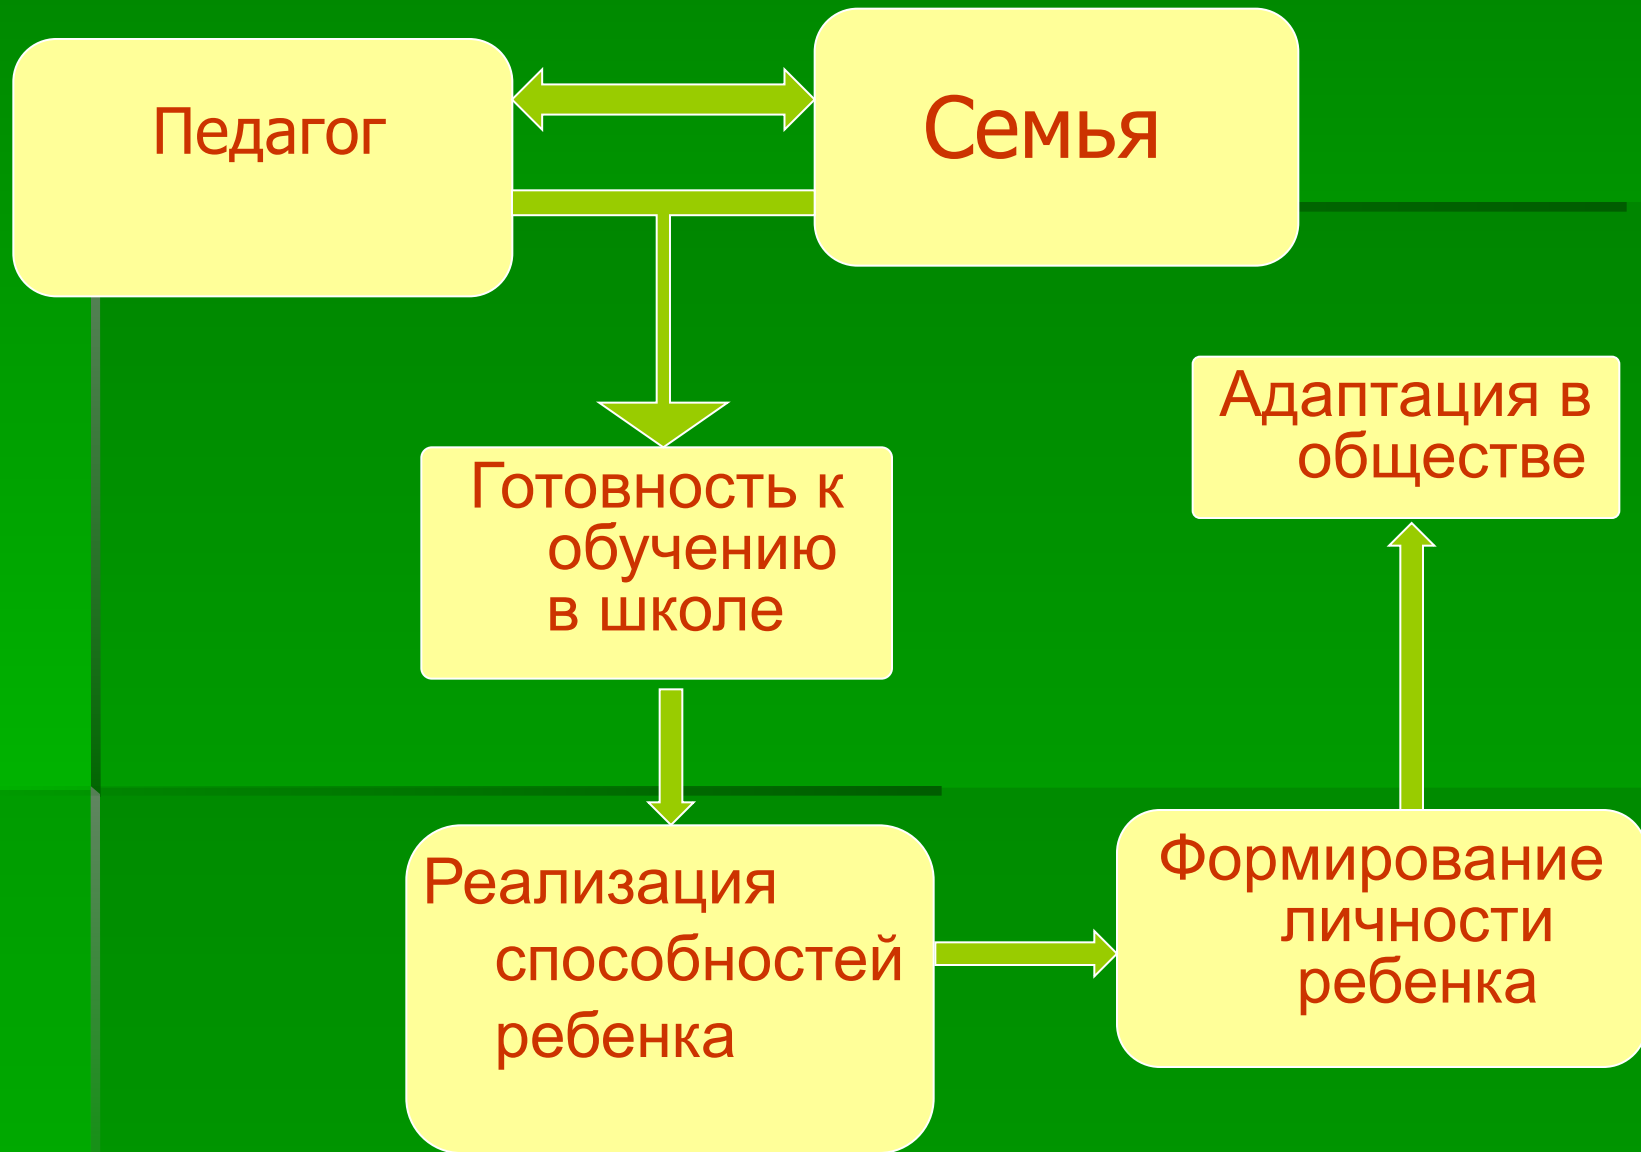 Педагог
Семья
Адаптация в
обществе
Готовность к
обучению
в школе
Реализация
способностей
ребенка
Формирование
личности
ребенка